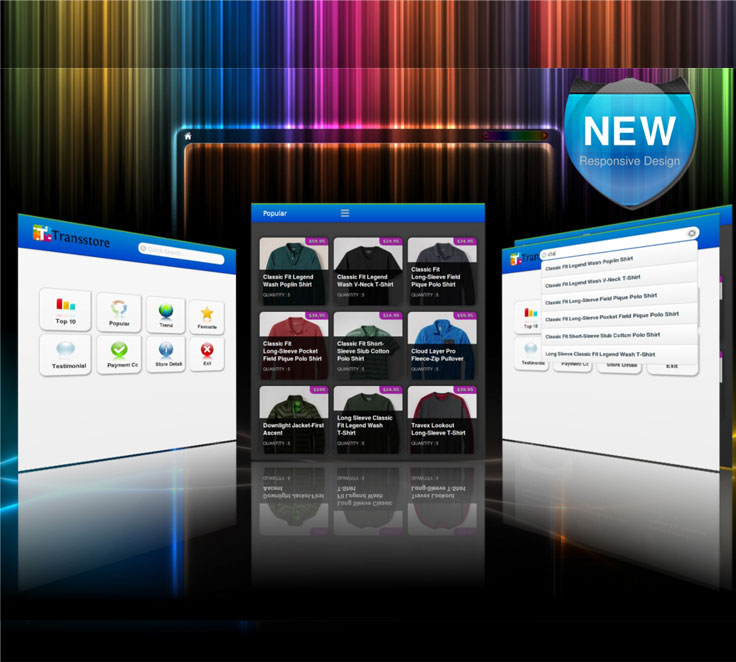 NEW
Responsive Design
Transstore
Quick Search...
Top 10
Populer
Trend
Favourite
Testimonial
Payment Cc
Store Detail
Exit
Popular
$59.95
Classic Fit Legend
Wash Poplin Shirt
QUANTITY : 5
$24.95
Classic Fit Legend
Wash V-Neck T-Shirt
QUANTITY : 5
$34.95
Classic Fit
Long-Sleeve Field
Pique Polo Shirt
QUANTITY : 5
$34.95
Classic Fit
Long-Sleeve Pocket
Field Pique Polo Shirt
QUANTITY : 5
$34.95
Classic Fit Short-
Sleeve Slub Cotton
Polo Shirt
QUANTITY : 5
$59.95
Cloud Layer Pro
Fleece-Zip Pullover
QUANTITY : 5
Downlight Jacket-First
Ascent
QUANTITY : 5
Long Sleeve Classic
Fit Legend Wash
T-Shirt
QUANTITY : 5
Travex Lookout
Long-Sleeve T-Shirt
QUANTITY : 5
Tran
cla
Classic Fit Legend Wash Poplin Shirt
Classic Fit Legend Wash V-Neck T-Shirt
Classic Fit Long-Sleeve Field Pique Polo Shirt
Classic Fit Long-Sleeve Pocket Field Pique Polo Shirt
Classic Fit Short-Sleeve Slub Cotton Polo Shirt
Long Sleeve Classic Fit Legend Wash T-Shirt
Top 10
Testimonial
Payment Cc
Store Detail
Exit